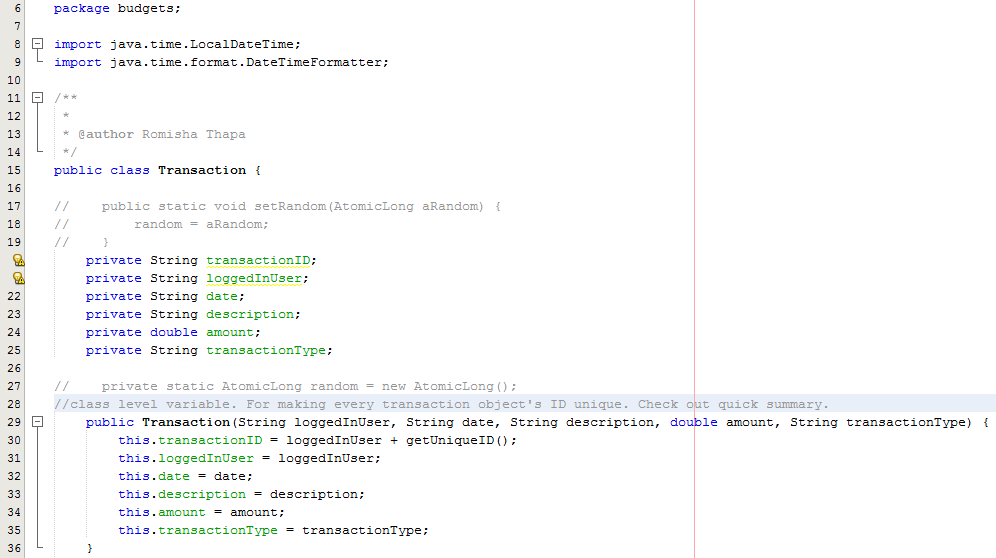 6 package budgets;
7
8 import java.time.LocalDateTime;
9 import java.time.format.DateTimeFormatter;
10
11 /**
12  *
13  * @author Romisha Thapa
14  */
15 public class Transaction {
16
17 //    public static void setRandom(AtomicLong aRandom) {
18 //        random = aRandom;
19 //    }
    private String transactionID;
    private String loggedInUser;
22     private String date;
23     private String description;
24     private double amount;
25     private String transactionType;
26
27 //    private static AtomicLong random = new AtomicLong();
28 //class level variable. For making every transaction object's ID unique. Check out quick summary.
29     public Transaction(String loggedInUser, String date, String description, double amount, String transactionType) {
30         this.transactionID = loggedInUser + getUniqueID();
31         this.loggedInUser = loggedInUser;
32         this.date = date;
33         this.description = description;
34         this.amount = amount;
35         this.transactionType = transactionType;
36     }